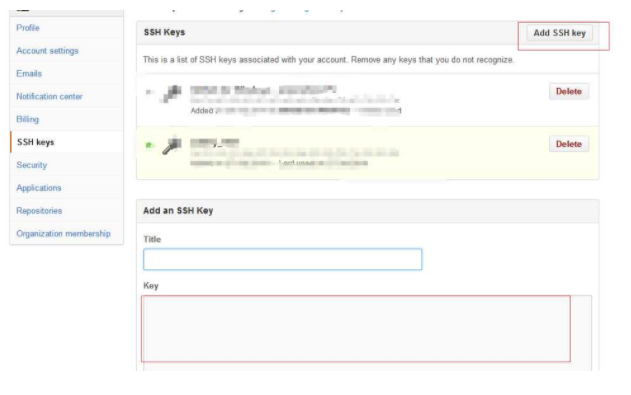 Profile
Account settings
Emails
Notification center
Billing
SSH keys
Security
Applications
Repositories
Organization membership
SSH Keys
Add SSH key
This is a list of SSH keys associated with your account. Remove any keys that you do not recognize.
Delete
Added
Delete
Add an SSH Key
Title
Key